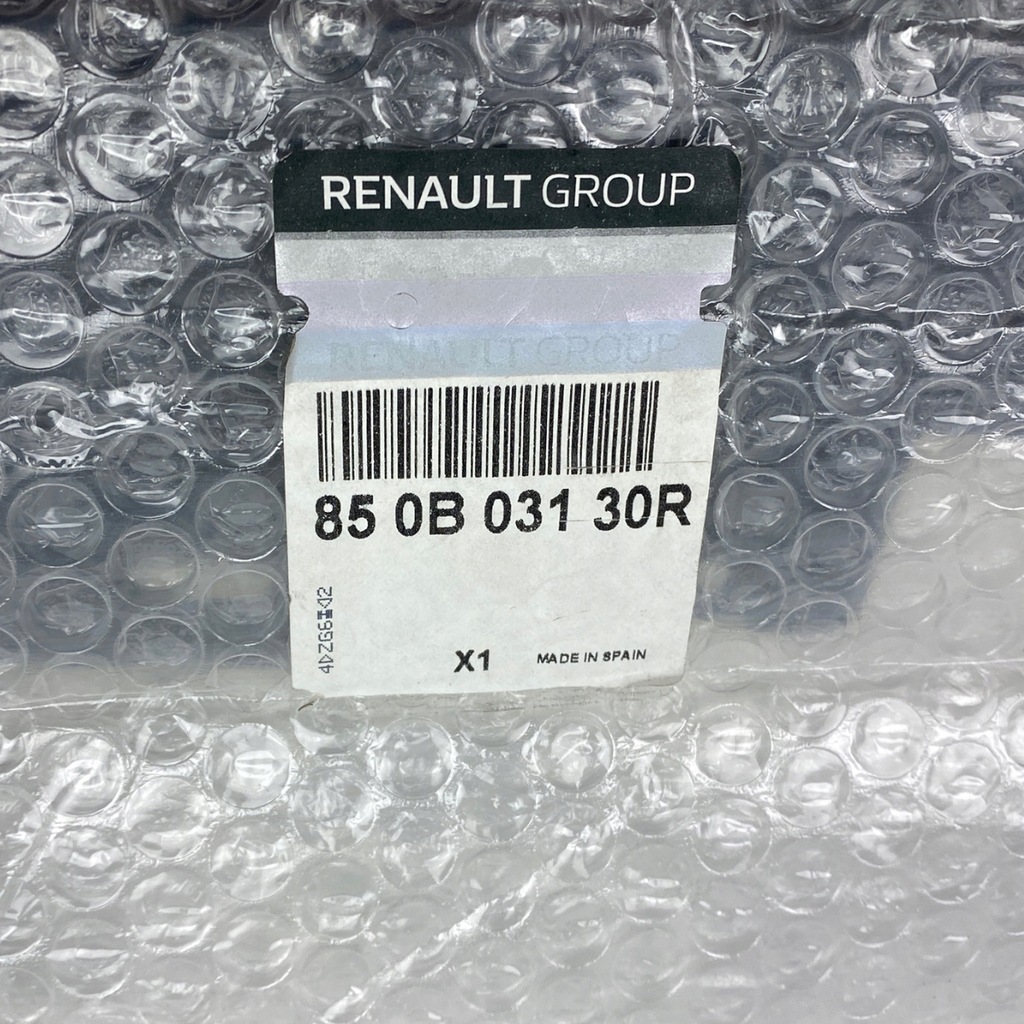 RENAULT GROUP
RENAULT GROUP
85 0B 031 30R
X1
MADE IN SPAIN